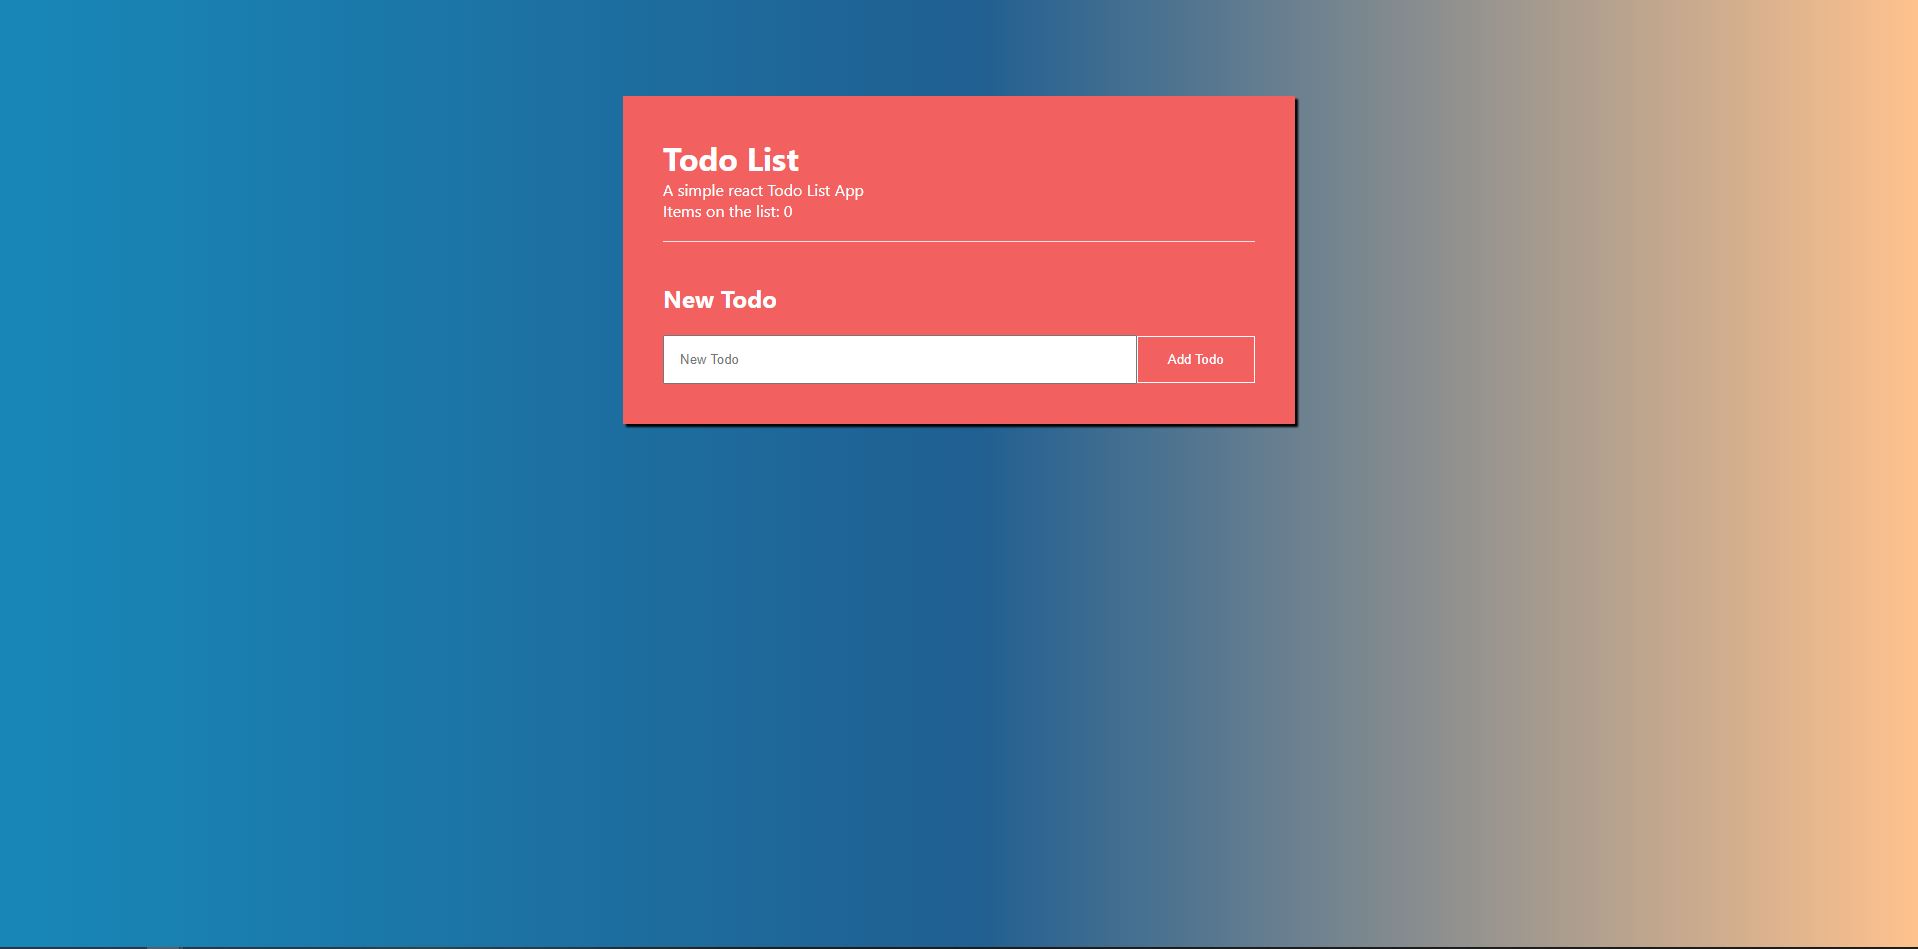 Todo List
A simple react Todo List App
Items on the list: 0
New Todo
New Todo
Add Todo